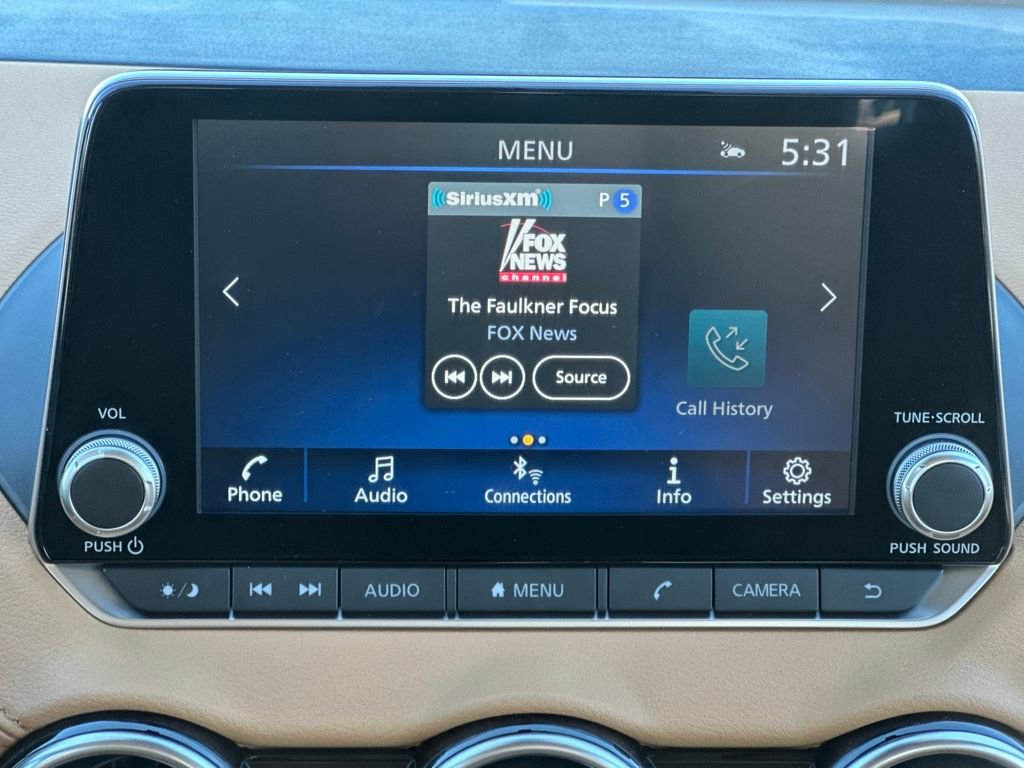 MENU
5:31
SiriusXM
P 5
FOX
NEWS
channel
The Faulkner Focus
FOX News
Source
Call History
VOL
TUNE·SCROLL
Phone
Audio
Connections
Info
Settings
PUSH
PUSH SOUND
AUDIO
MENU
CAMERA